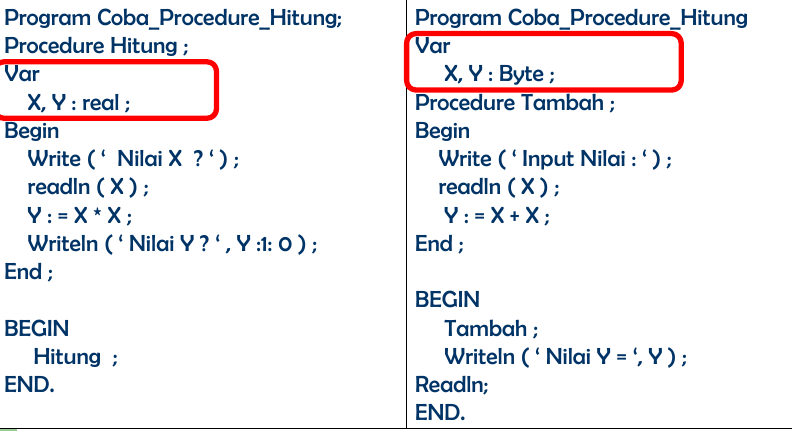 Program Coba_Procedure_Hitung;
Procedure Hitung ;
Var
X, Y : real ;
Begin
Write ( ‘ Nilai X ? ‘ ) ;
readln ( X ) ;
Y : = X * X ;
Writeln ( ‘ Nilai Y ? ‘ , Y :1: 0 ) ;
End ;
BEGIN
Hitung ;
END.
Program Coba_Procedure_Hitung
Var
X, Y : Byte ;
Procedure Tambah ;
Begin
Write ( ‘ Input Nilai : ‘ ) ;
readln ( X ) ;
Y : = X + X ;
End ;
BEGIN
Tambah ;
Writeln ( ‘ Nilai Y = ‘, Y ) ;
Readln;
END.